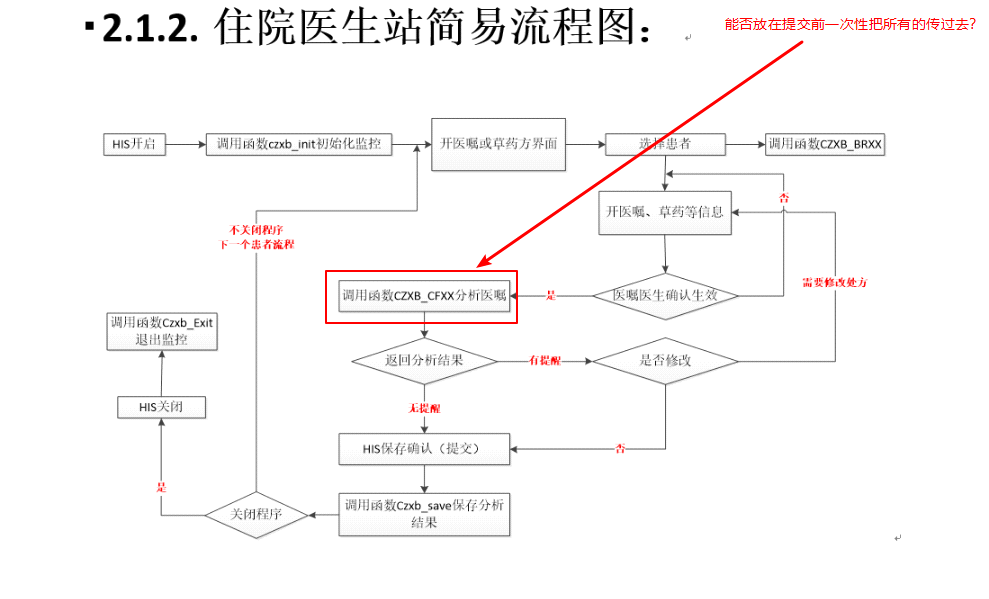 ▪2.1.2. 住院医生站简易流程图：
能否放在提交前一次性把所有的传过去?
HIS开启
调用函数czxb_init初始化监控
开医嘱或草药方界面
选择患者
调用函数CZXB_BRXX
否
开医嘱、草药等信息
不关闭程序
下一个患者流程
需要修改处方
调用函数CZXB_CFXX分析医嘱
是
医嘱医生确认生效
调用函数Czxb_Exit
退出监控
返回分析结果
有提醒
是否修改
HIS关闭
无提醒
HIS保存确认（提交）
否
是
关闭程序
调用函数Czxb_save保存分析
结果